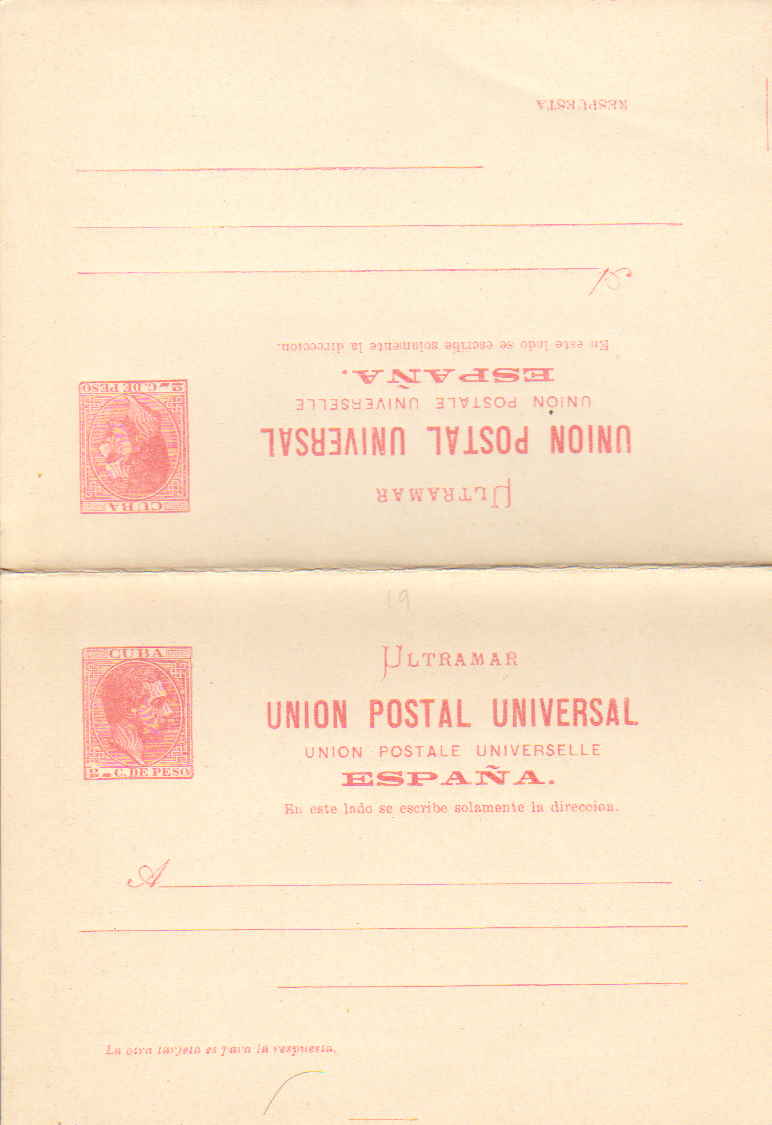 RESPUESTA
A
En este lado se escribe solamente la direccion.
ESPAÑA.
UNION POSTALE UNIVERSELLE
UNION POSTAL UNIVERSAL
ULTRAMAR
CUBA
2 C. DE PESO
19
CUBA
2 C. DE PESO
ULTRAMAR
UNION POSTAL UNIVERSAL
UNION POSTALE UNIVERSELLE
ESPAÑA.
En este lado se escribe solamente la direccion.
A
La otra tarjeta es para la respuesta.